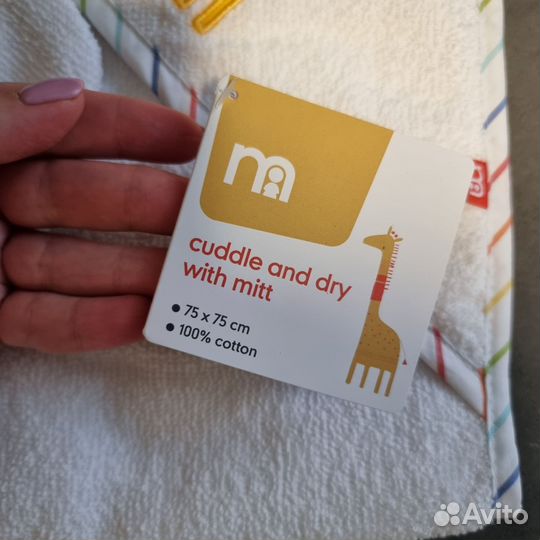 m
cuddle and dry
with mitt
• 75 x 75 cm
• 100% cotton
Avito